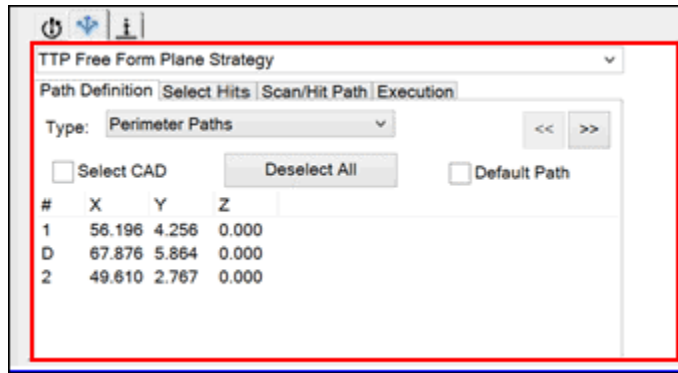 TTP Free Form Plane Strategy
Path Definition Select Hits Scan/Hit Path Execution
Type: Perimeter Paths << >>
Select CAD Deselect All Default Path
# X Y Z
1 56.196 4.256 0.000
D 67.876 5.864 0.000
2 49.610 2.767 0.000